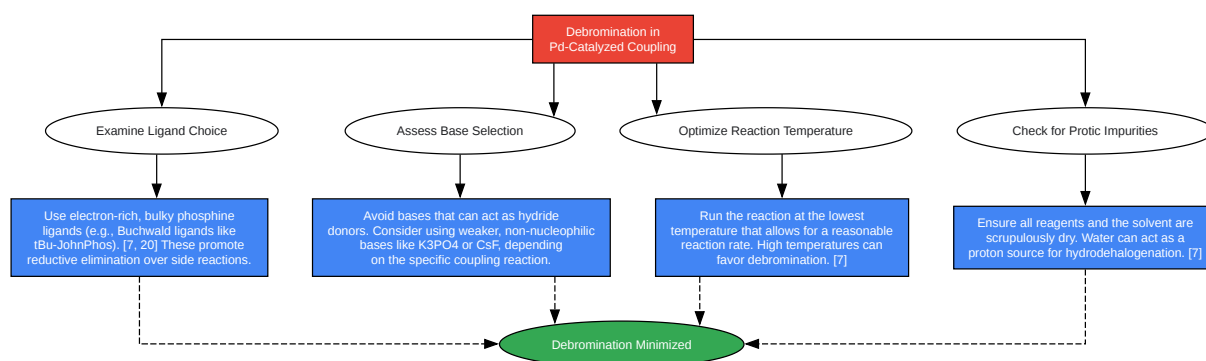 Debromination in
Pd-Catalyzed Coupling
Examine Ligand Choice
Assess Base Selection
Optimize Reaction Temperature
Check for Protic Impurities
Use electron-rich, bulky phosphine
ligands (e.g., Buchwald ligands like
tBu-JohnPhos). [7, 20] These promote
reductive elimination over side reactions.
Avoid bases that can act as hydride
donors. Consider using weaker, non-nucleophilic
bases like K3PO4 or CsF, depending
on the specific coupling reaction.
Run the reaction at the lowest
temperature that allows for a reasonable
reaction rate. High temperatures can
favor debromination. [7]
Ensure all reagents and the solvent are
scrupulously dry. Water can act as a
proton source for hydrodehalogenation. [7]
Debromination Minimized